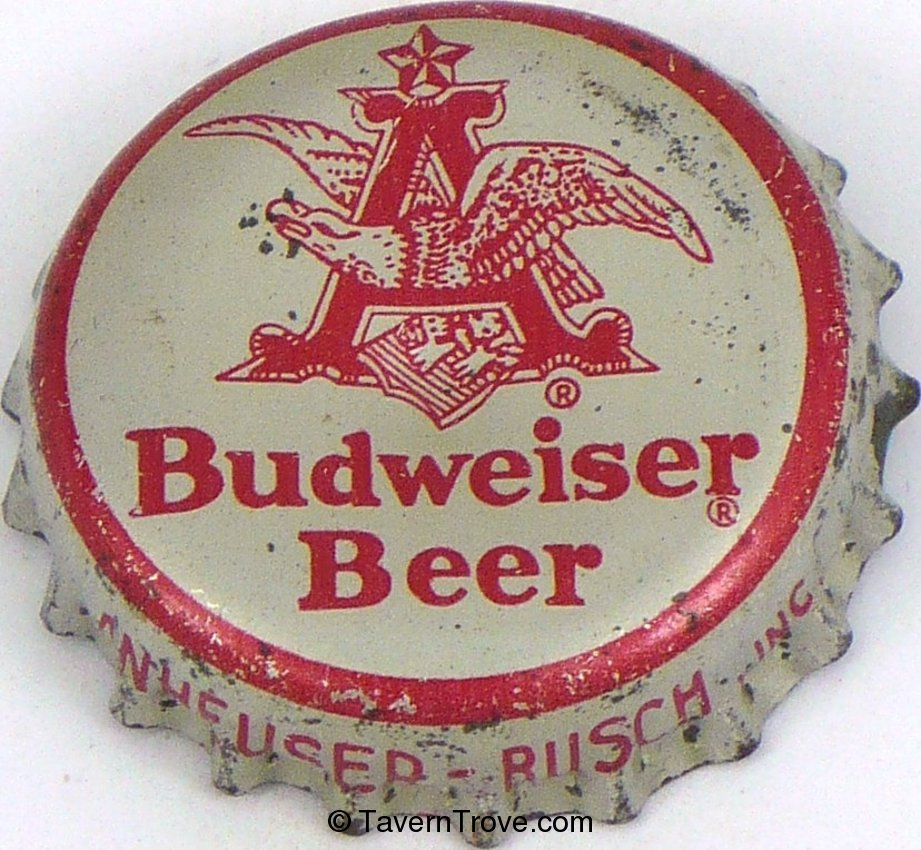 A
®
Budweiser®
Beer
ANHEUSER-BUSCH, INC.
© TavernTrove.com